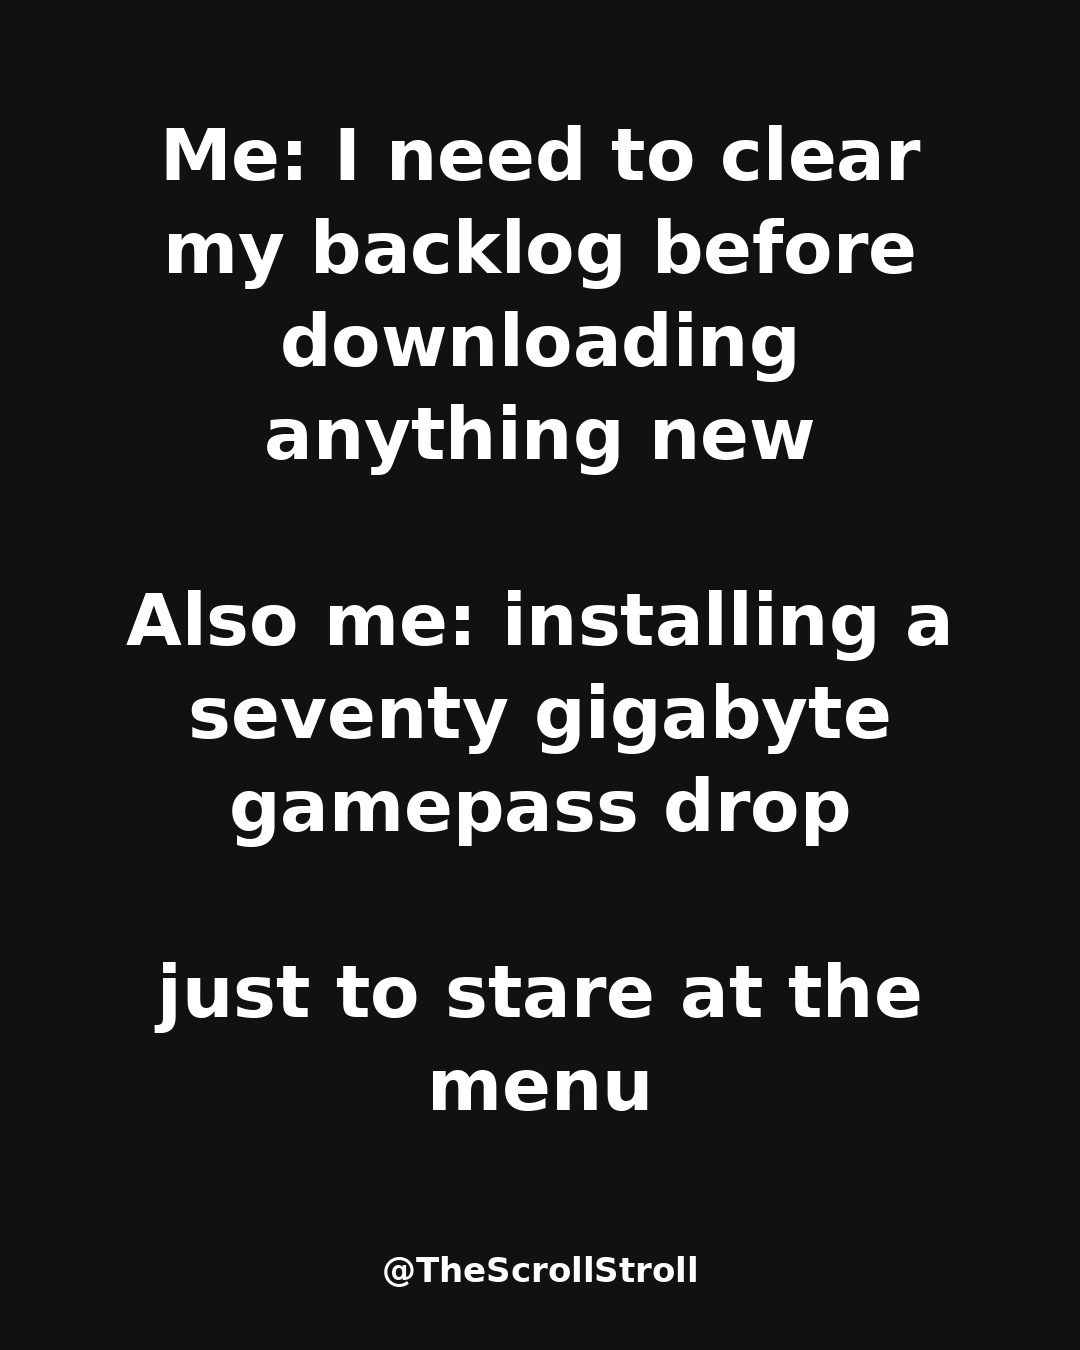 Me: I need to clear
my backlog before
downloading
anything new
Also me: installing a
seventy gigabyte
gamepass drop
just to stare at the
menu
@TheScrollStroll